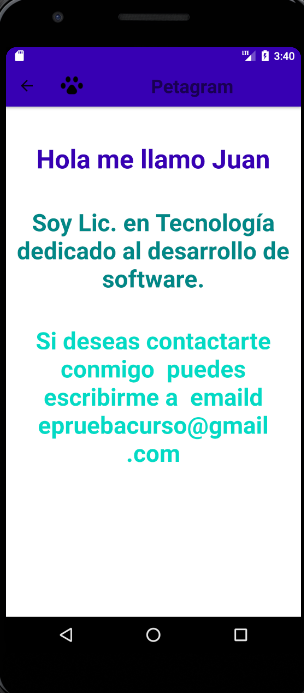 3:40
Petagram
Hola me llamo Juan
Soy Lic. en Tecnología
dedicado al desarrollo de
software.
Si deseas contactarte
conmigo  puedes
escribirme a  emaild
epruebacurso@gmail
.com